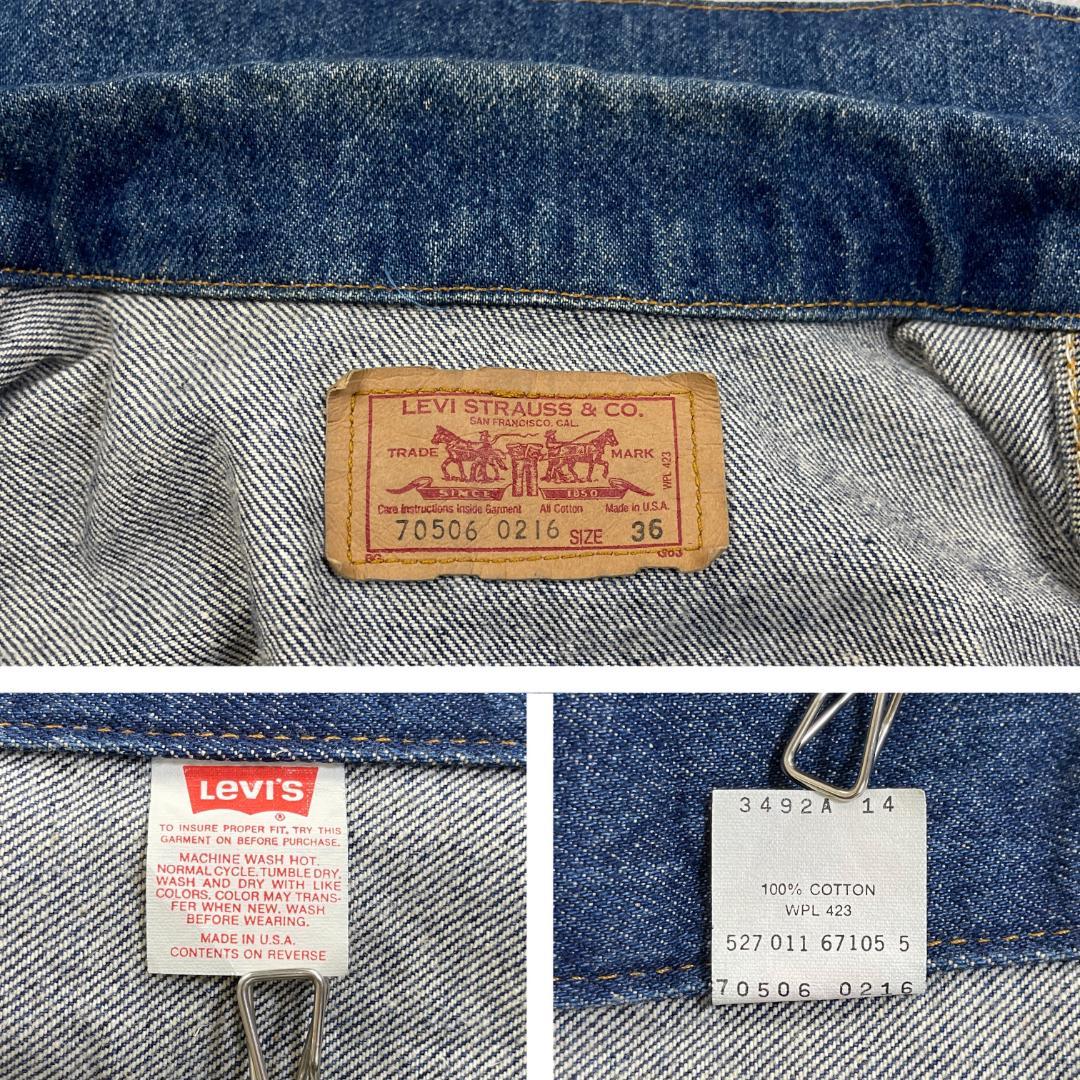 LEVI STRAUSS & CO.
SAN FRANCISCO, CAL.
TRADE MARK
WPL 423
SINCE 1850
Care Instructions Inside Garment All Cotton Made in U.S.A.
70506 0216 SIZE 36
LEVI'S
®
TO INSURE PROPER FIT, TRY THIS
GARMENT ON BEFORE PURCHASE.
MACHINE WASH HOT,
NORMAL CYCLE, TUMBLE DRY.
WASH AND DRY WITH LIKE
COLORS. COLOR MAY TRANS-
FER WHEN NEW. WASH
BEFORE WEARING.
MADE IN U.S.A.
CONTENTS ON REVERSE
3492A 14
100% COTTON
WPL 423
527 011 67105 5
70506 0216